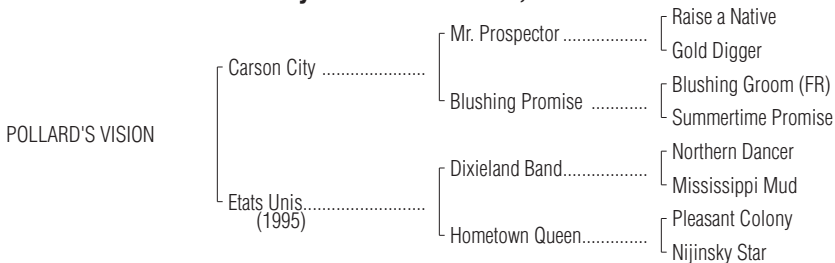 Raise a Native
Mr. Prospector ..................
Gold Digger
Carson City ......................
Blushing Groom (FR)
Blushing Promise ............
Summertime Promise
POLLARD'S VISION
Northern Dancer
Dixieland Band..................
Mississippi Mud
Etats Unis..........................
(1995)
Pleasant Colony
Hometown Queen..............
Nijinsky Star